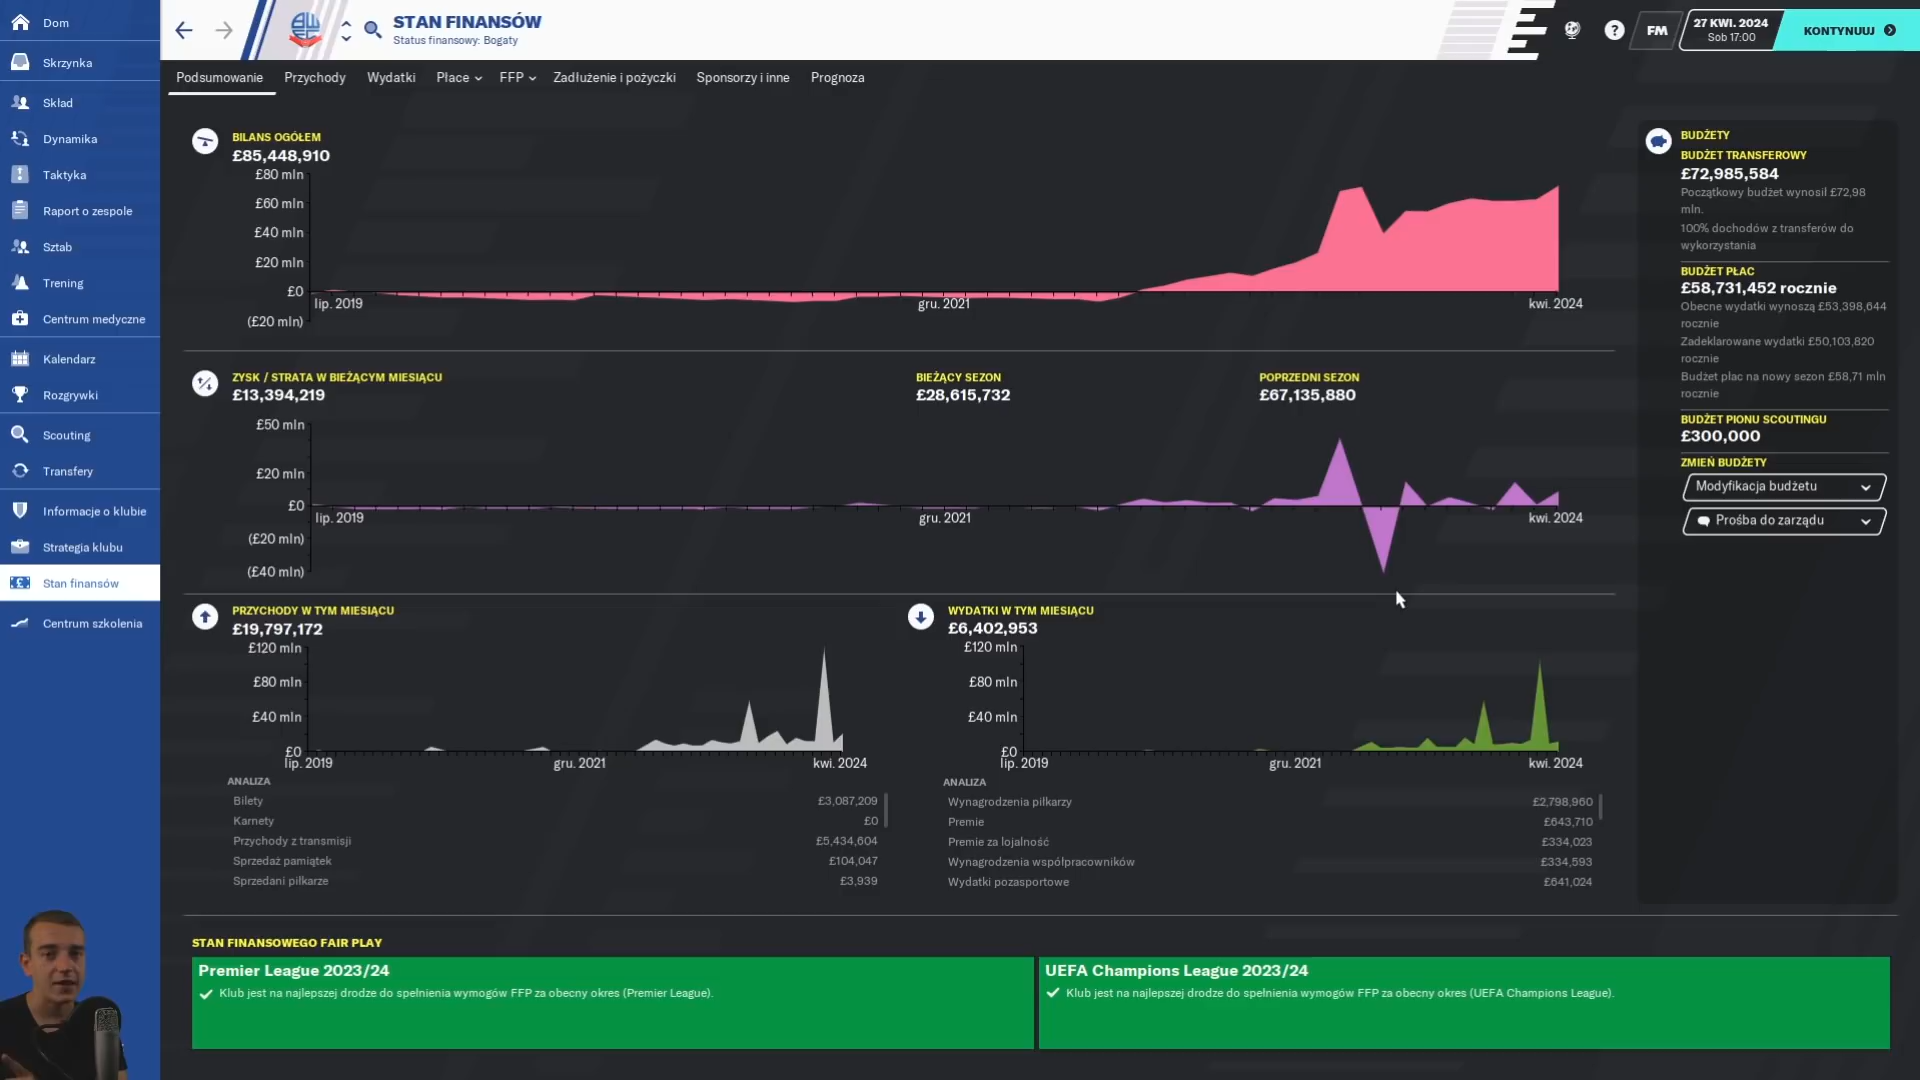 Dom
Skrzynka
Skład
Dynamika
Taktyka
Raport o zespole
Sztab
Trening
Centrum medyczne
Kalendarz
Rozgrywki
Scouting
Transfery
Informacje o klubie
Strategia klubu
Stan finansów
Centrum szkolenia
STAN FINANSÓW
Status finansowy: Bogaty
FM
27 KWI. 2024
Sob 17:00
KONTYNUUJ
Podsumowanie
Przychody
Wydatki
Płace
FFP
Zadłużenie i pożyczki
Sponsorzy i inne
Prognoza
BILANS OGÓŁEM
£85,448,910
£80 mln
£60 mln
£40 mln
£20 mln
£0
(£20 mln)
lip. 2019
gru. 2021
kwi. 2024
ZYSK / STRATA W BIEŻĄCYM MIESIĄCU
£13,394,219
BIEŻĄCY SEZON
£28,615,732
POPRZEDNI SEZON
£67,135,880
£50 mln
£20 mln
£0
(£20 mln)
(£40 mln)
lip. 2019
gru. 2021
kwi. 2024
PRZYCHODY W TYM MIESIĄCU
£19,797,172
£120 mln
£80 mln
£40 mln
£0
lip. 2019
gru. 2021
kwi. 2024
ANALIZA
Bilety £3,087,209
Karnety £0
Przychody z transmisji £5,434,604
Sprzedaż pamiątek £104,047
Sprzedani piłkarze £3,939
WYDATKI W TYM MIESIĄCU
£6,402,953
£120 mln
£80 mln
£40 mln
£0
lip. 2019
gru. 2021
kwi. 2024
ANALIZA
Wynagrodzenia piłkarzy £2,798,960
Premie £643,710
Premie za lojalność £334,023
Wynagrodzenia współpracowników £334,593
Wydatki pozasportowe £641,024
BUDŻETY
BUDŻET TRANSFEROWY
£72,985,584
Początkowy budżet wynosił £72,98
mln.
100% dochodów z transferów do
wykorzystania
BUDŻET PŁAC
£58,731,452 rocznie
Obecne wydatki wynoszą £53,398,644
rocznie
Zadeklarowane wydatki £50,103,820
rocznie
Budżet płac na nowy sezon £58,71 mln
rocznie
BUDŻET PIONU SCOUTINGU
£300,000
ZMIEŃ BUDŻETY
Modyfikacja budżetu
Prośba do zarządu
STAN FINANSOWEGO FAIR PLAY
Premier League 2023/24
Klub jest na najlepszej drodze do spełnienia wymogów FFP za obecny okres (Premier League).
UEFA Champions League 2023/24
Klub jest na najlepszej drodze do spełnienia wymogów FFP za obecny okres (UEFA Champions League).